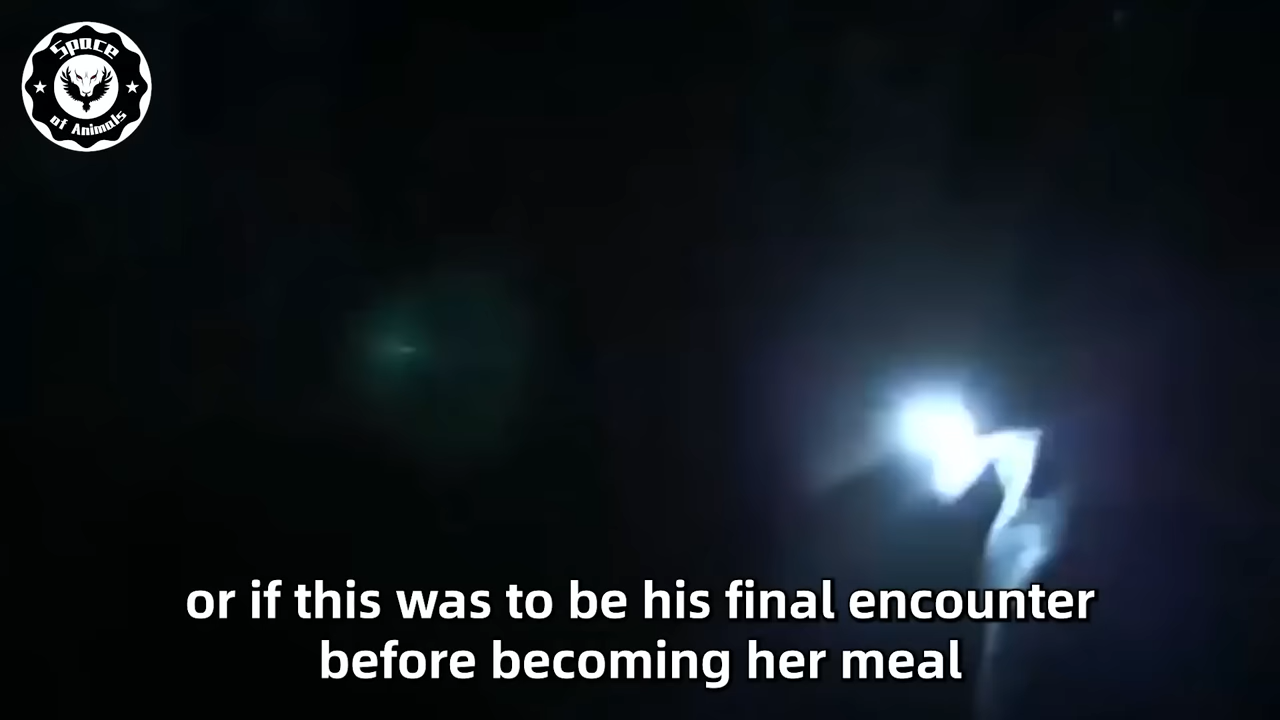 Space
of Animals
or if this was to be his final encounter
before becoming her meal